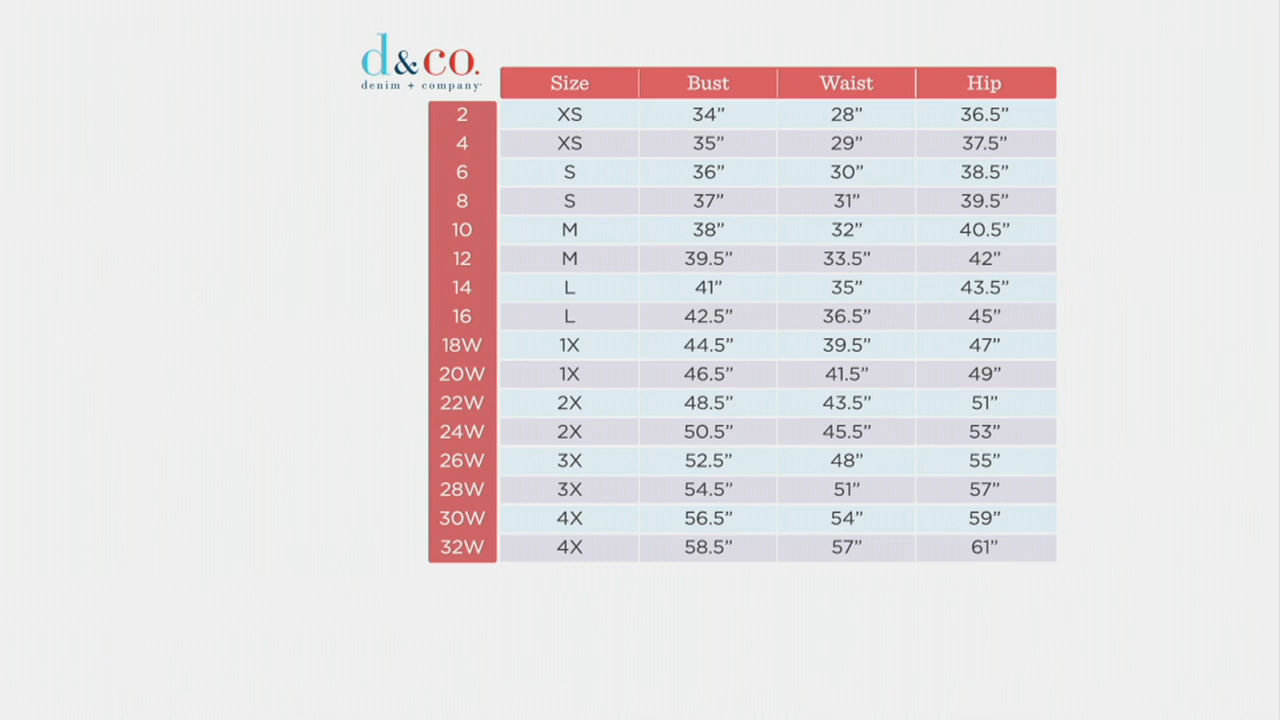 d&co.
denim + company
Size Bust Waist Hip
2 XS 34” 28” 36.5”
4 XS 35” 29” 37.5”
6 S 36” 30” 38.5”
8 S 37” 31” 39.5”
10 M 38” 32” 40.5”
12 M 39.5” 33.5” 42”
14 L 41” 35” 43.5”
16 L 42.5” 36.5” 45”
18W 1X 44.5” 39.5” 47”
20W 1X 46.5” 41.5” 49”
22W 2X 48.5” 43.5” 51”
24W 2X 50.5” 45.5” 53”
26W 3X 52.5” 48” 55”
28W 3X 54.5” 51” 57”
30W 4X 56.5” 54” 59”
32W 4X 58.5” 57” 61”